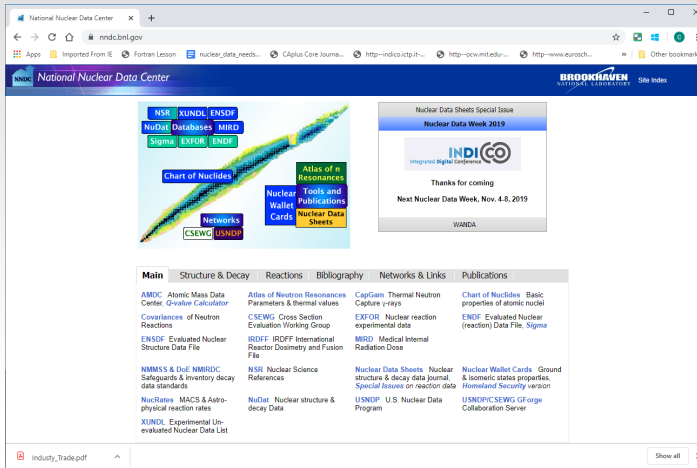 National Nuclear Data Center
nndc.bnl.gov
Apps
Imported From IE
Fortran Lesson
nuclear_data_needs...
CAplus Core Journa...
http--indico.ictp.it-...
http--ocw.mit.edu-...
http--www.eurosch...
Other bookmark
NNDC
National Nuclear Data Center
BROOKHAVEN
NATIONAL LABORATORY
Site Index
NSR XUNDL ENSDF
NuDat Databases MIRD
Sigma EXFOR ENDF
Chart of Nuclides
Atlas of n
Resonances
Nuclear
Wallet
Cards
Tools and
Publications
Nuclear Data
Sheets
Networks
CSEWG USNDP
Nuclear Data Sheets Special Issue
Nuclear Data Week 2019
INDICO
Integrated Digital Conference
Thanks for coming
Next Nuclear Data Week, Nov. 4-8, 2019
WANDA
Main Structure & Decay Reactions Bibliography Networks & Links Publications
AMDC Atomic Mass Data
Center, Q-value Calculator
Atlas of Neutron Resonances
Parameters & thermal values
CapGam Thermal Neutron
Capture γ-rays
Chart of Nuclides Basic
properties of atomic nuclei
Covariances of Neutron
Reactions
CSEWG Cross Section
Evaluation Working Group
EXFOR Nuclear reaction
experimental data
ENDF Evaluated Nuclear
(reaction) Data File, Sigma
ENSDF Evaluated Nuclear
Structure Data File
IRDFF IRDFF International
Reactor Dosimetry and Fusion
File
MIRD Medical Internal
Radiation Dose
NMMSS & DoE NMIRDC
Safeguards & inventory decay
data standards
NSR Nuclear Science
References
Nuclear Data Sheets Nuclear
structure & decay data journal,
Special Issues on reaction data
Nuclear Wallet Cards Ground
& isomeric states properties,
Homeland Security version
NucRates MACS & Astro-
physical reaction rates
NuDat Nuclear structure &
decay Data
USNDP U.S. Nuclear Data
Program
USNDP/CSEWG GForge
Collaboration Server
XUNDL Experimental Un-
evaluated Nuclear Data List
Industy_Trade.pdf
Show all